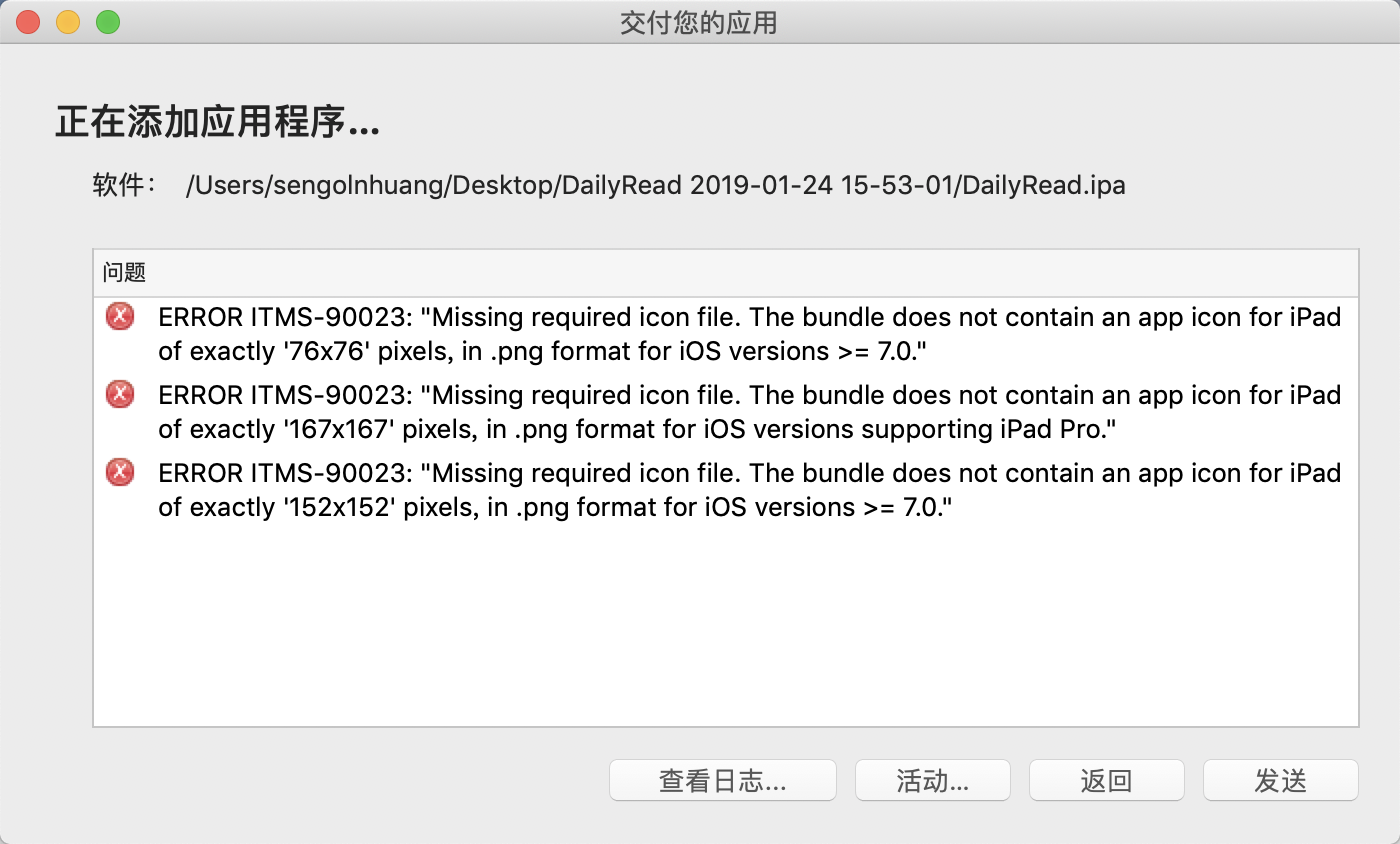 交付您的应用
正在添加应用程序...
软件： /Users/sengolnhuang/Desktop/DailyRead 2019-01-24 15-53-01/DailyRead.ipa
问题
ERROR ITMS-90023: "Missing required icon file. The bundle does not contain an app icon for iPad
of exactly '76x76' pixels, in .png format for iOS versions >= 7.0."
ERROR ITMS-90023: "Missing required icon file. The bundle does not contain an app icon for iPad
of exactly '167x167' pixels, in .png format for iOS versions supporting iPad Pro."
ERROR ITMS-90023: "Missing required icon file. The bundle does not contain an app icon for iPad
of exactly '152x152' pixels, in .png format for iOS versions >= 7.0."
查看日志... 活动... 返回 发送